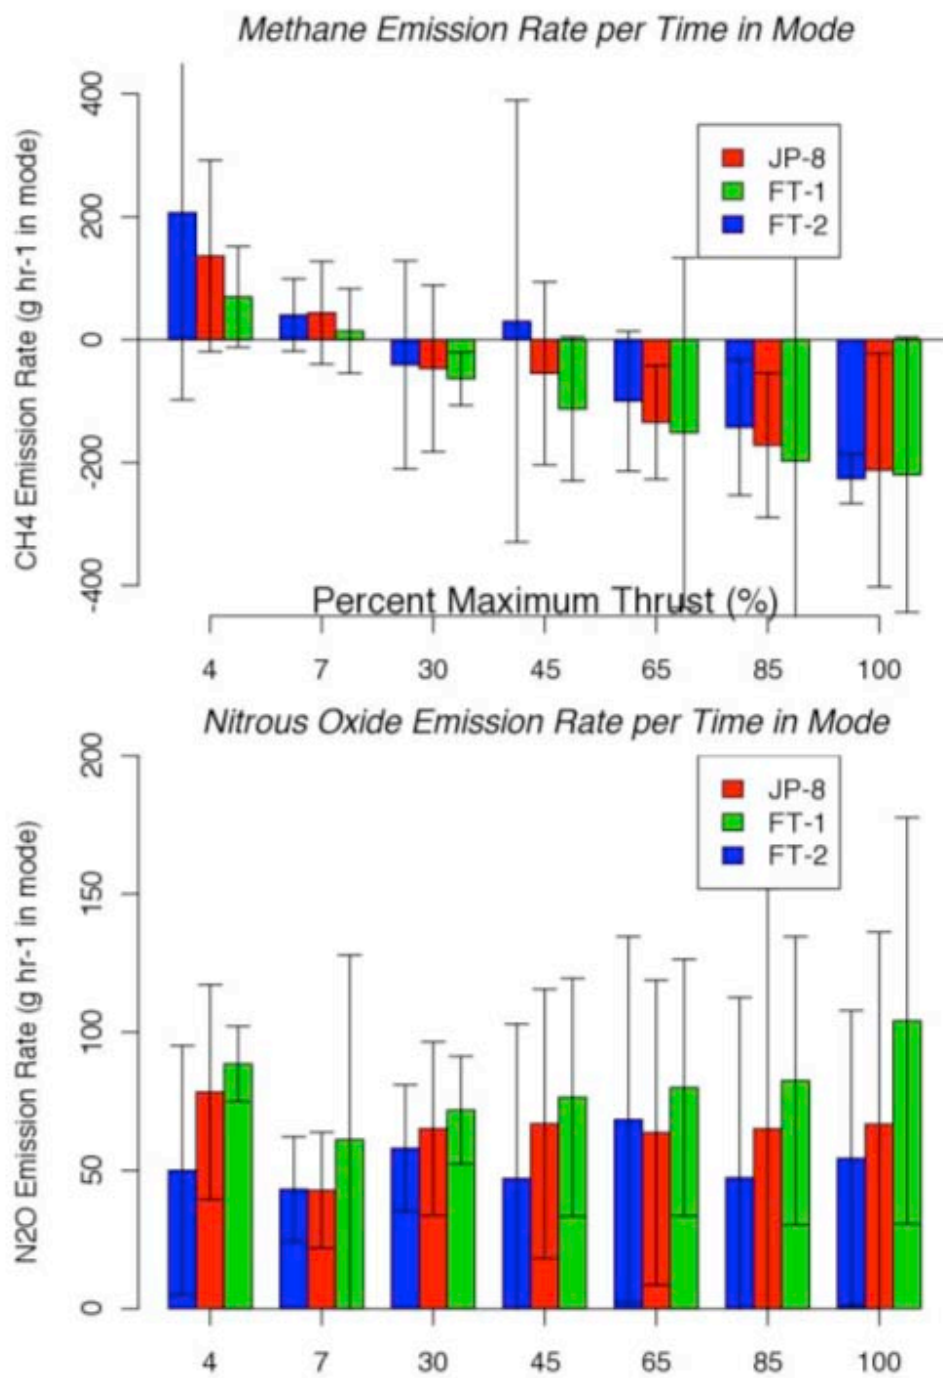 Methane Emission Rate per Time in Mode
CH4 Emission Rate (g hr-1 in mode)
400
200
0
-200
-400
JP-8
FT-1
FT-2
Percent Maximum Thrust (%)
4 7 30 45 65 85 100
Nitrous Oxide Emission Rate per Time in Mode
N2O Emission Rate (g hr-1 in mode)
200
150
100
50
0
JP-8
FT-1
FT-2
4 7 30 45 65 85 100